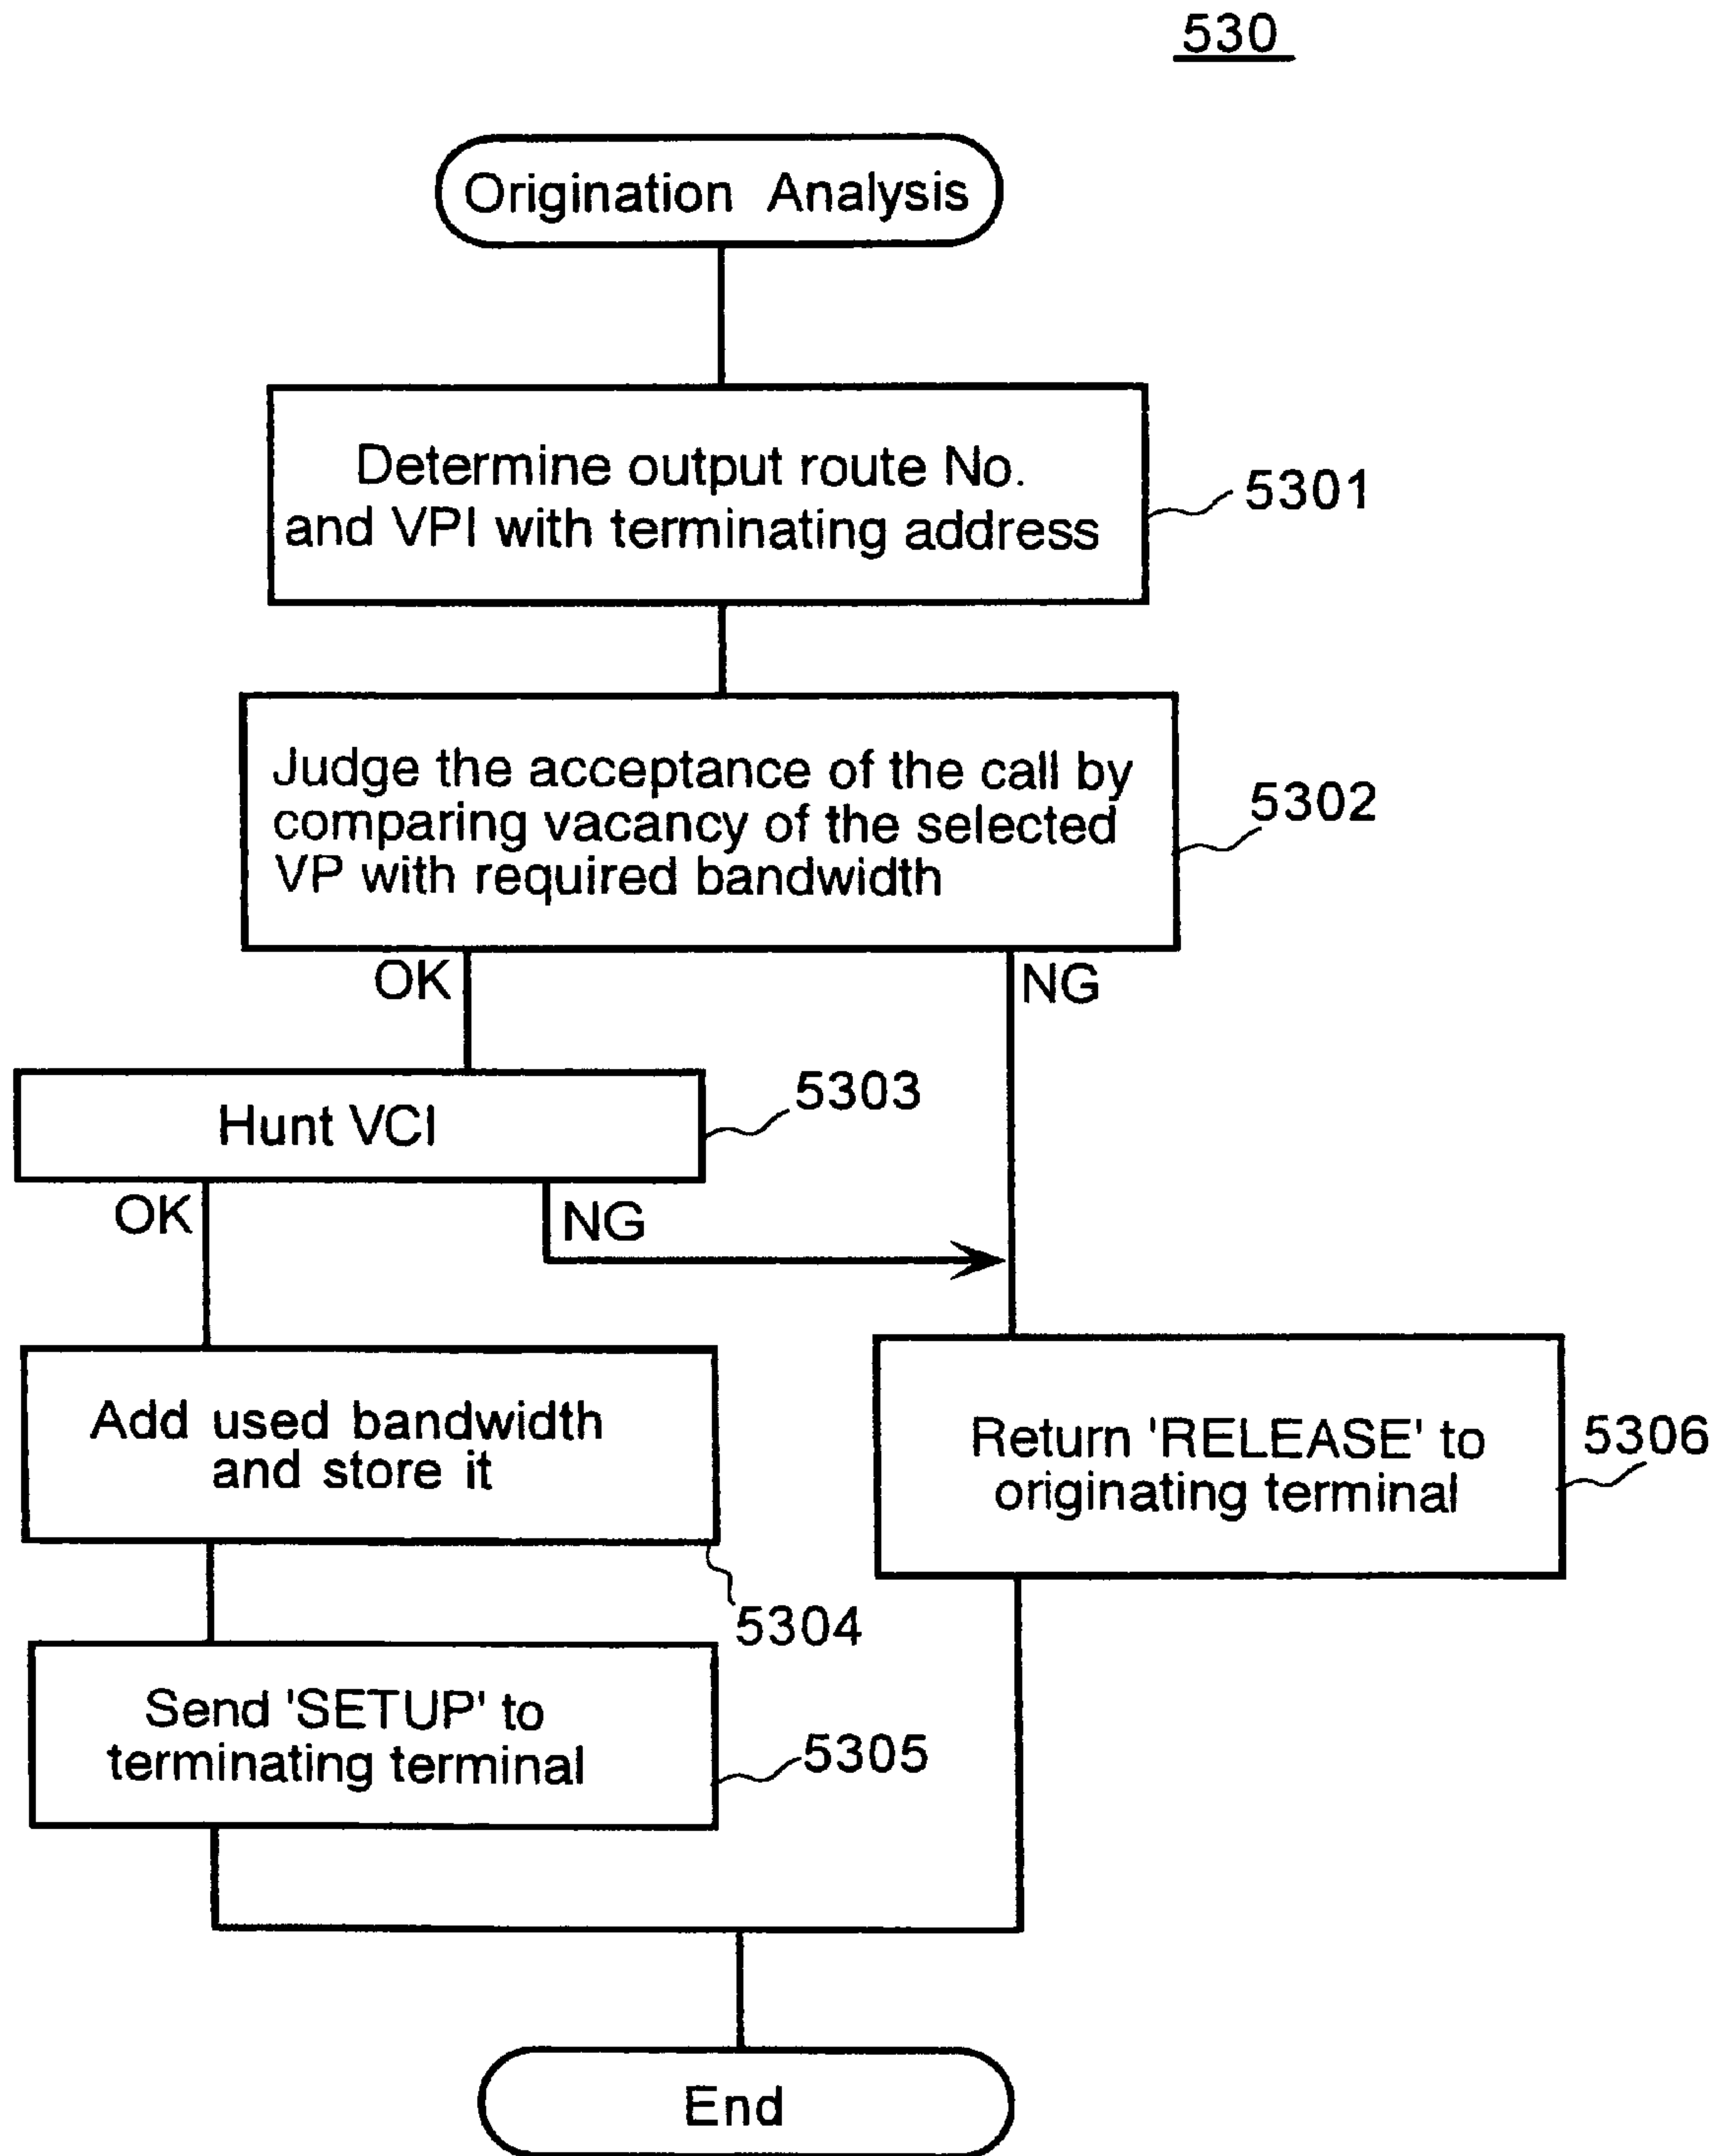 530
Origination Analysis
Determine output route No.
and VPI with terminating address
5301
Judge the acceptance of the call by
comparing vacancy of the selected
VP with required bandwidth
5302
OK
NG
Hunt VCI
5303
OK
NG
Add used bandwidth
and store it
5304
Return 'RELEASE' to
originating terminal
5306
Send 'SETUP' to
terminating terminal
5305
End